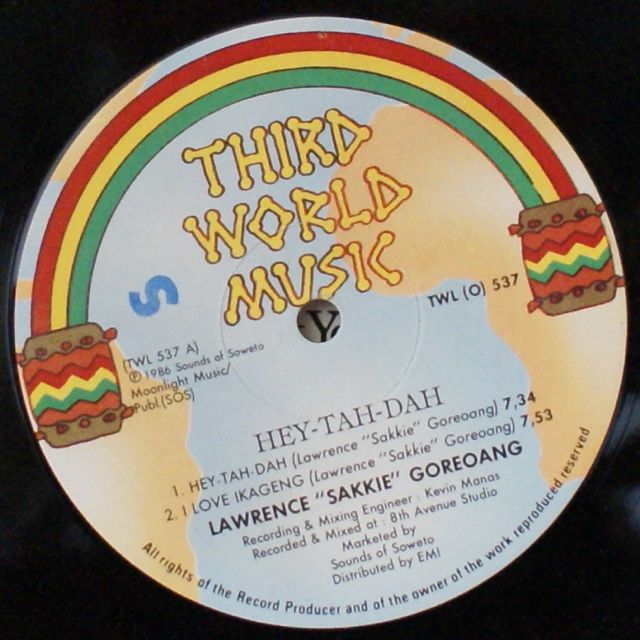 THIRD
WORLD
MUSIC
S
Y
TWL (O) 537
(TWL 537 A)
℗ 1986 Sounds of Soweto
Moonlight Music/
Publ.(SOS)
HEY-TAH-DAH
1. HEY-TAH-DAH (Lawrence "Sakkie" Goreoang) 7,34
2. I LOVE IKAGENG (Lawrence "Sakkie" Goreoang) 7,53
LAWRENCE "SAKKIE" GOREOANG
Recording & Mixing Engineer : Kevin Manas
Recorded & Mixed at : 8th Avenue Studio
Marketed by
Sounds of Soweto
Distributed by EMI
All rights of the Record Producer and of the owner of the work reproduced reserved